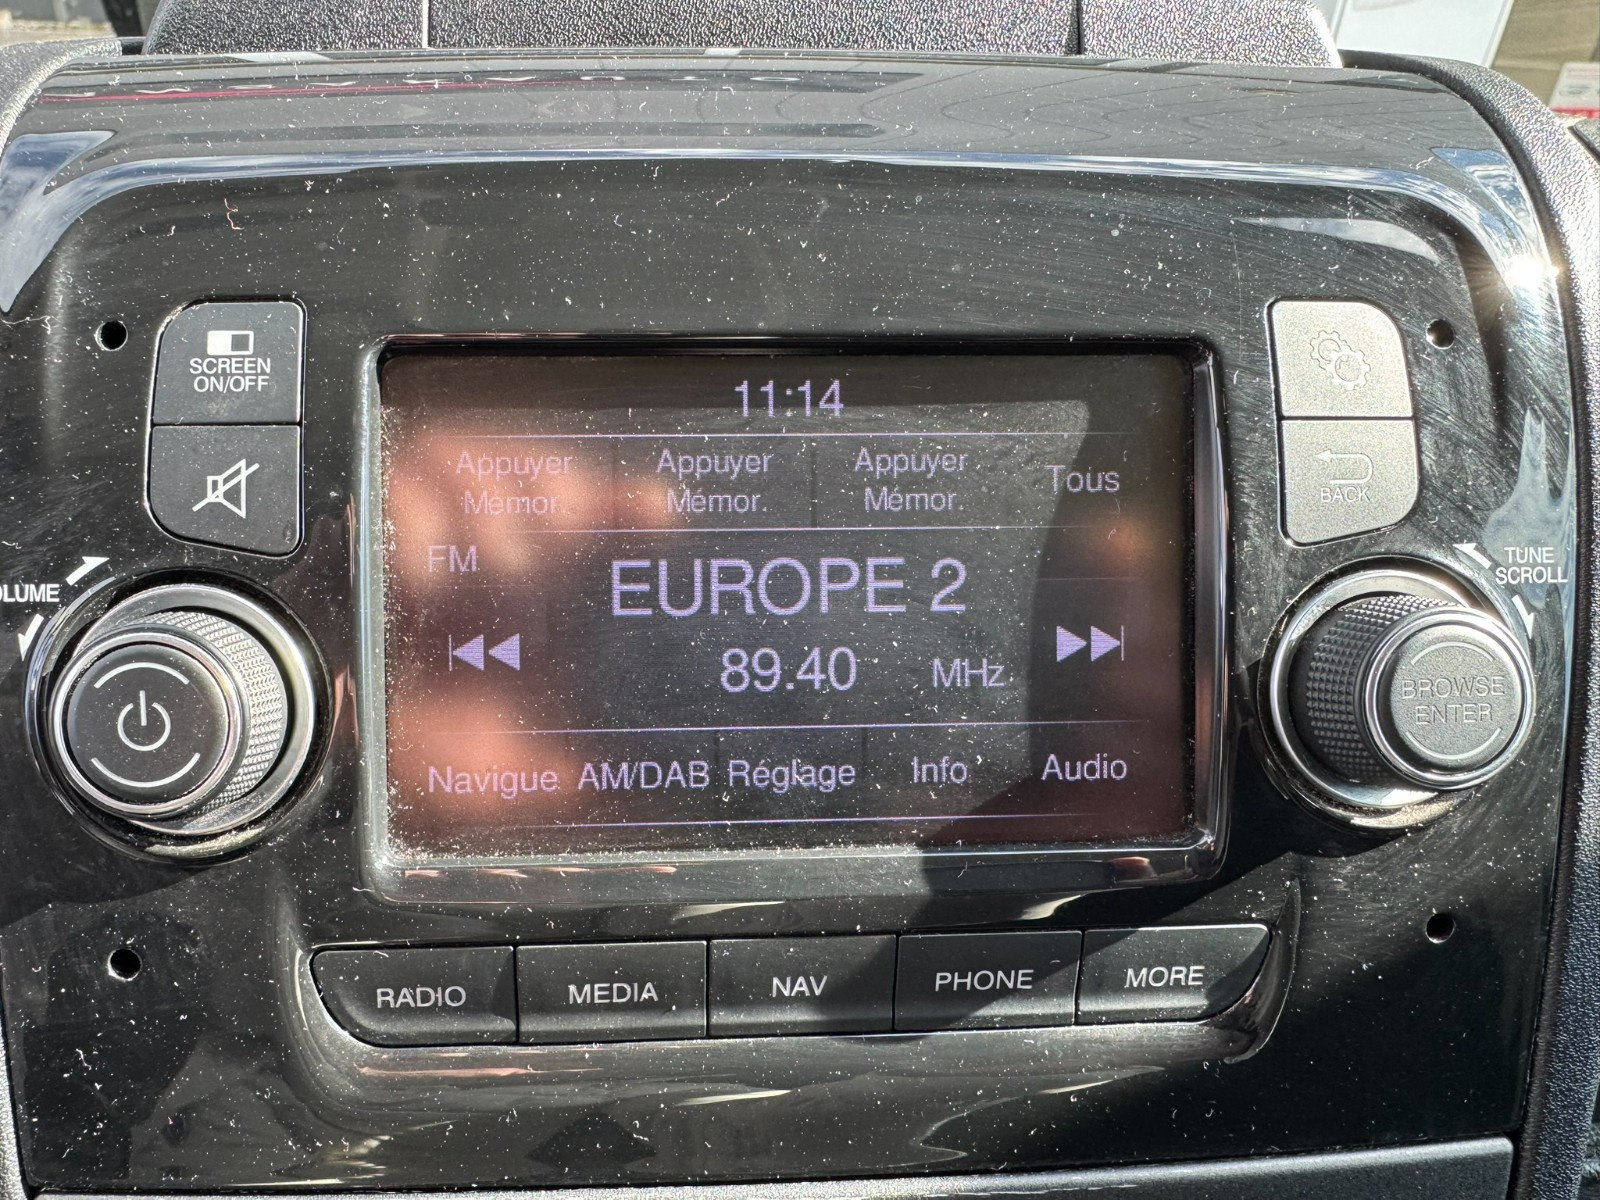 SCREEN
ON/OFF
11:14
Appuyer
Mémor.
Appuyer
Mémor.
Appuyer
Mémor.
Tous
BACK
FM
EUROPE 2
89.40 MHz
TUNE
SCROLL
BROWSE
ENTER
Navigue AM/DAB Réglage Info Audio
RADIO MEDIA NAV PHONE MORE